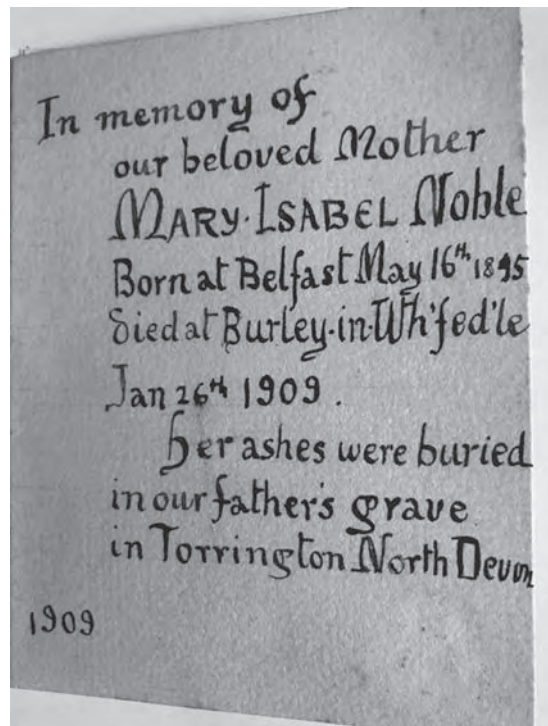 In memory of
our beloved Mother
MARY·ISABEL Noble
Born at Belfast May 16th
Died at Burley·in·Wh'fed'le
Jan 26th 1909.
Her ashes were buried
in our father's grave
in Torrington North Devon
1909